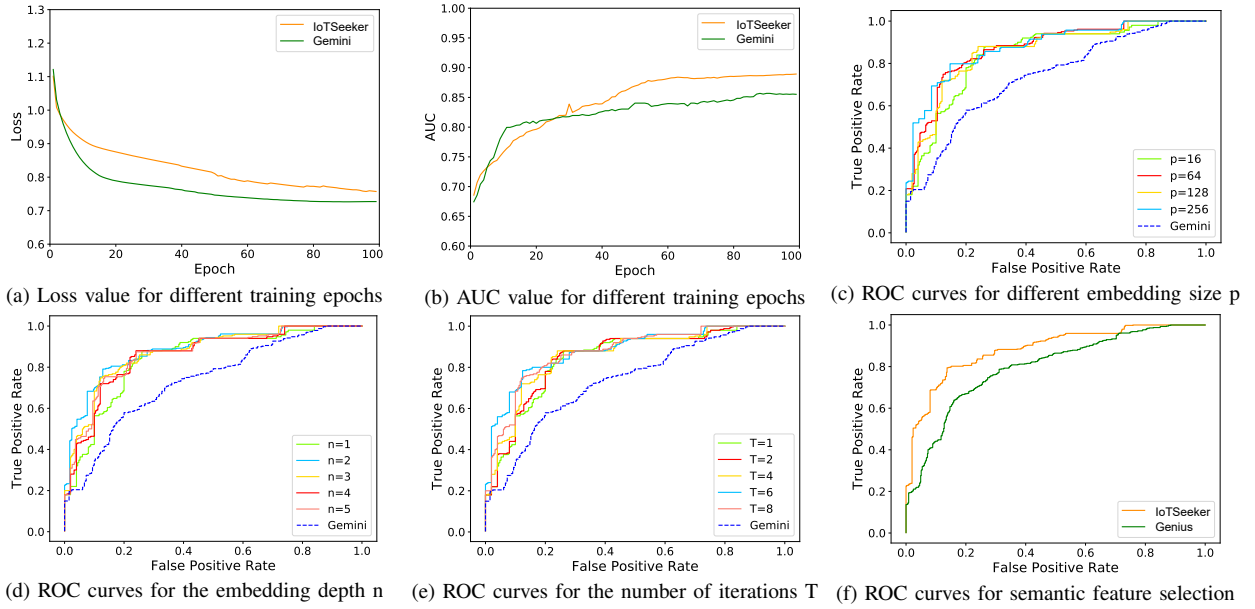 1.3
1.2
1.1
1.0
0.9
0.8
0.7
0.6
Loss
0 20 40 60 80 100
Epoch
IoTSeeker
Gemini
(a) Loss value for different training epochs
1.00
0.95
0.90
0.85
0.80
0.75
0.70
0.65
0.60
AUC
0 20 40 60 80 100
Epoch
IoTSeeker
Gemini
(b) AUC value for different training epochs
1.0
0.8
0.6
0.4
0.2
0.0
True Positive Rate
0.0 0.2 0.4 0.6 0.8 1.0
False Positive Rate
p=16
p=64
p=128
p=256
Gemini
(c) ROC curves for different embedding size p
1.0
0.8
0.6
0.4
0.2
0.0
True Positive Rate
0.0 0.2 0.4 0.6 0.8 1.0
False Positive Rate
n=1
n=2
n=3
n=4
n=5
Gemini
(d) ROC curves for the embedding depth n
1.0
0.8
0.6
0.4
0.2
0.0
True Positive Rate
0.0 0.2 0.4 0.6 0.8 1.0
False Positive Rate
T=1
T=2
T=4
T=6
T=8
Gemini
(e) ROC curves for the number of iterations T
1.0
0.8
0.6
0.4
0.2
0.0
True Positive Rate
0.0 0.2 0.4 0.6 0.8 1.0
False Positive Rate
IoTSeeker
Genius
(f) ROC curves for semantic feature selection